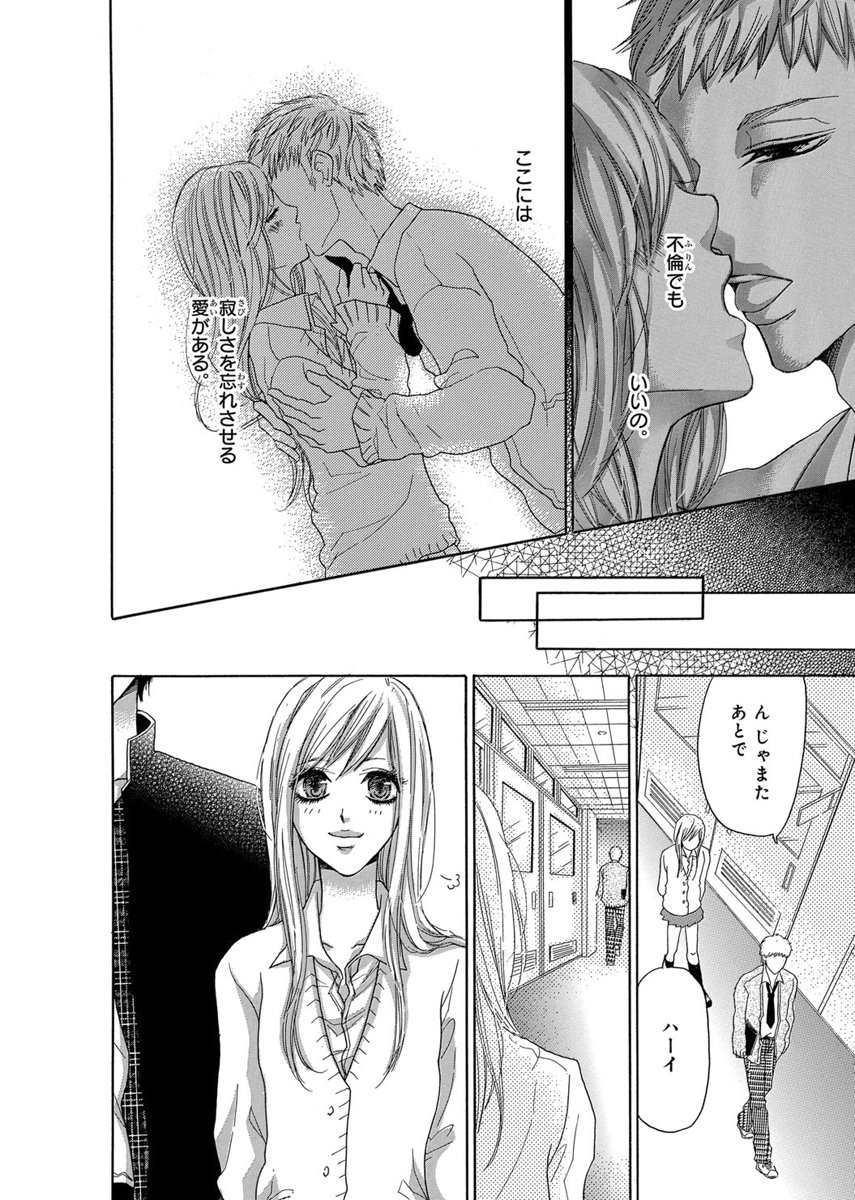 不倫でも
いいの。
ここには
寂しさを忘れさせる
愛がある。
んじゃまた
あとで
ハーイ